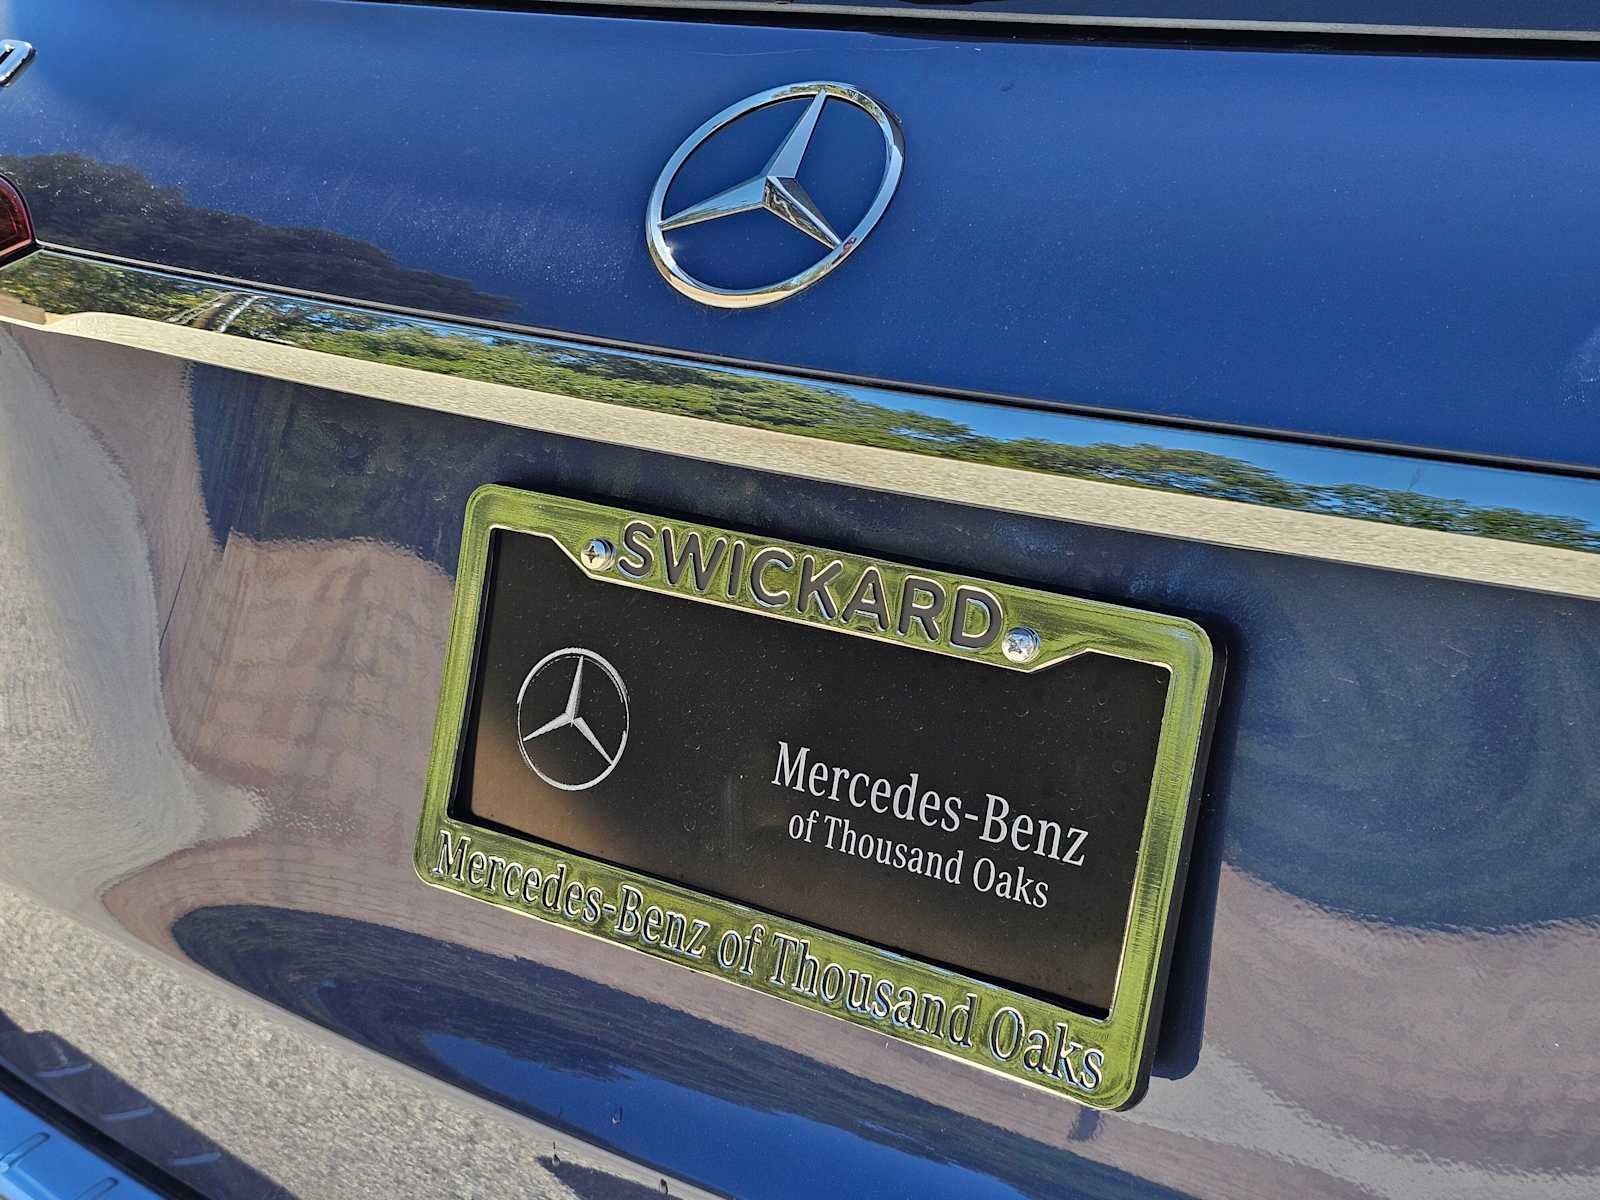 SWICKARD
Mercedes-Benz
of Thousand Oaks
Mercedes-Benz of Thousand Oaks